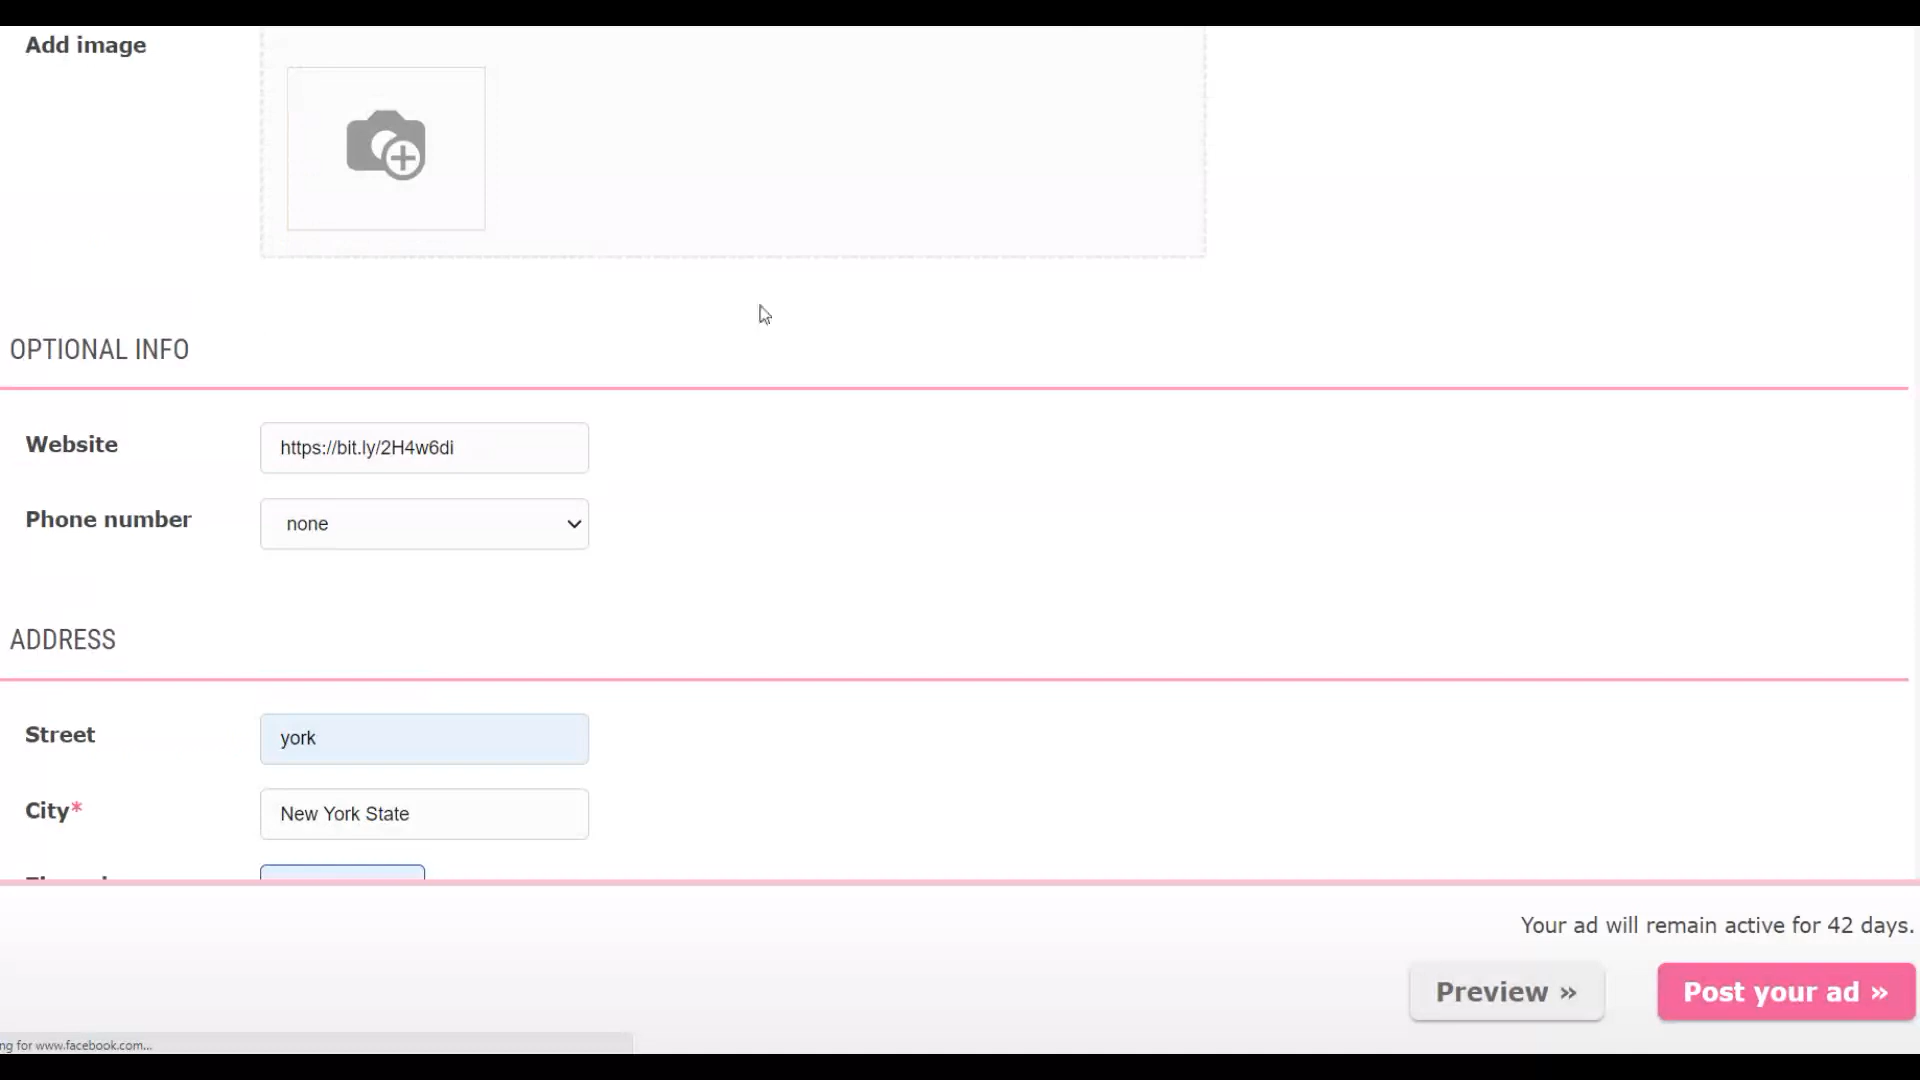 Add image
OPTIONAL INFO
Website
https://bit.ly/2H4w6di
Phone number
none
ADDRESS
Street
york
City*
New York State
Your ad will remain active for 42 days.
Preview »
Post your ad »
ng for www.facebook.com...